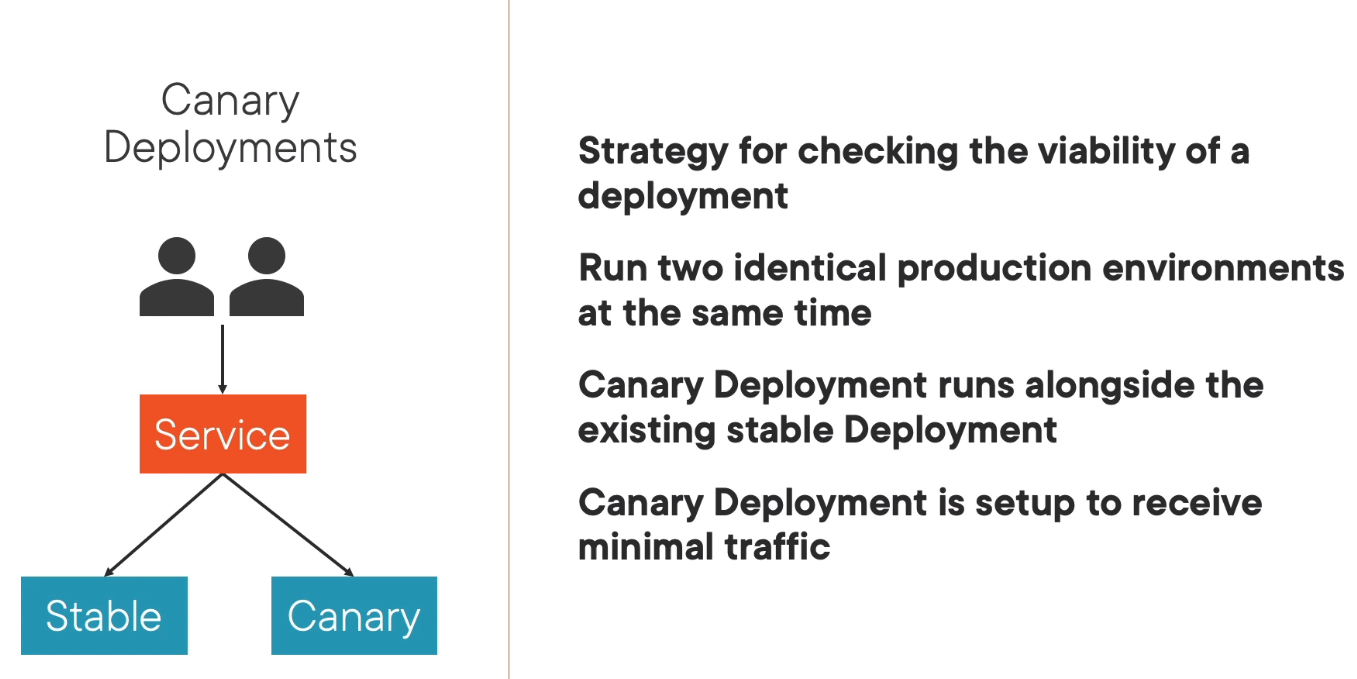 Canary
Deployments
Service
Stable
Canary
Strategy for checking the viability of a
deployment
Run two identical production environments
at the same time
Canary Deployment runs alongside the
existing stable Deployment
Canary Deployment is setup to receive
minimal traffic